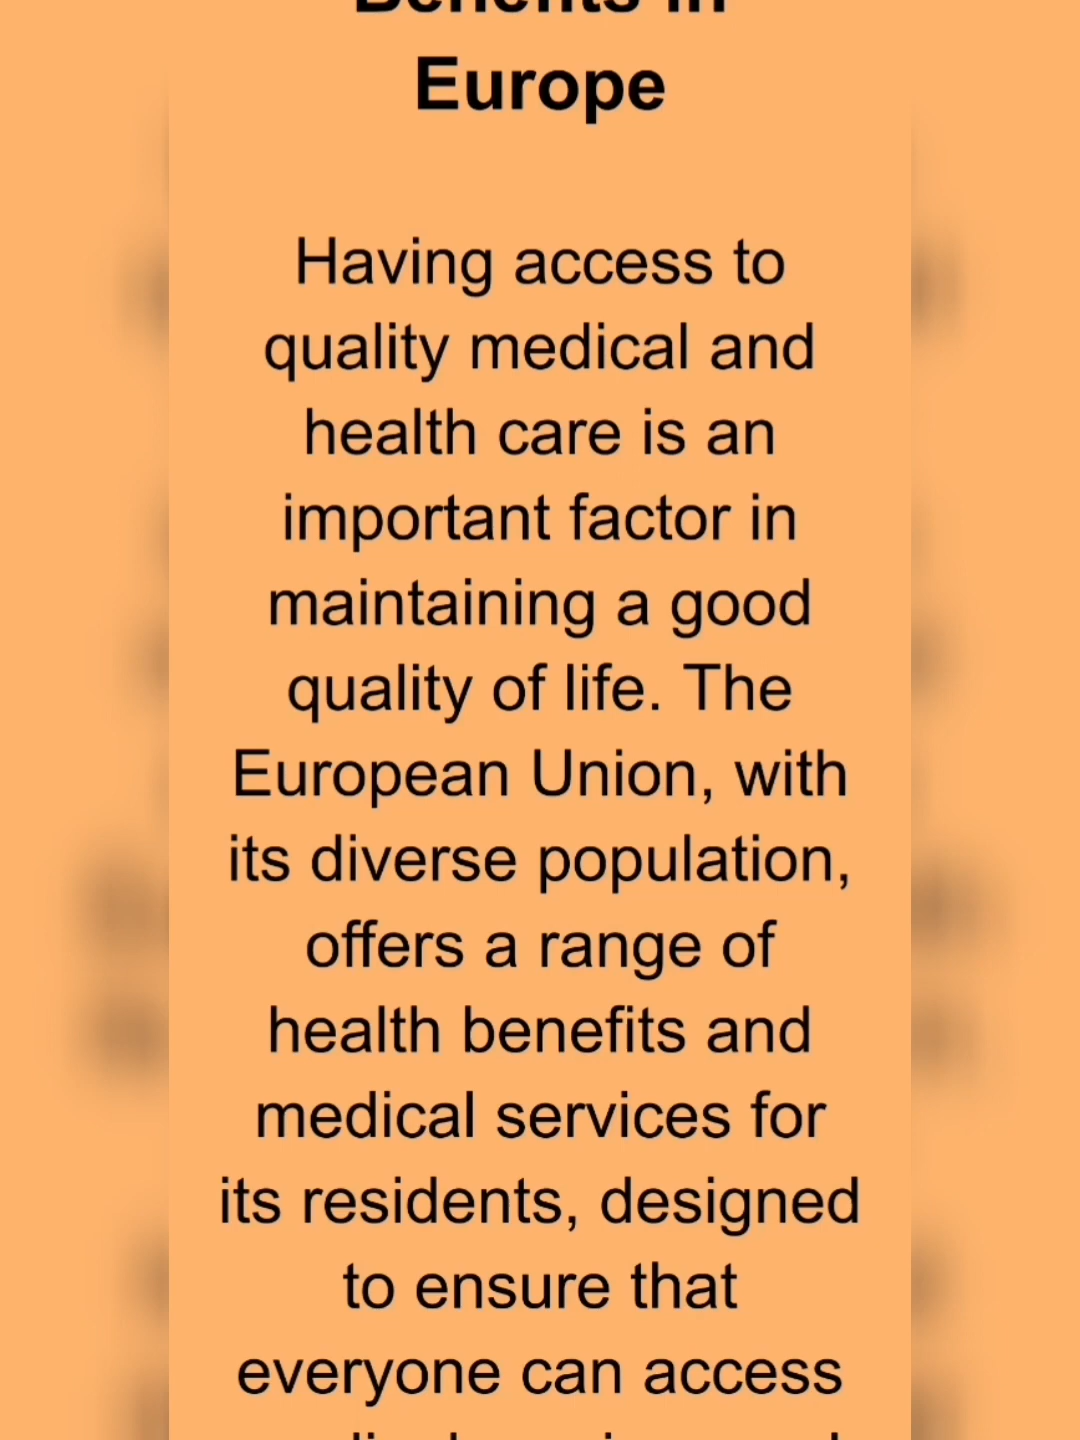 Benefits in
Europe
Having access to
quality medical and
health care is an
important factor in
maintaining a good
quality of life. The
European Union, with
its diverse population,
offers a range of
health benefits and
medical services for
its residents, designed
to ensure that
everyone can access